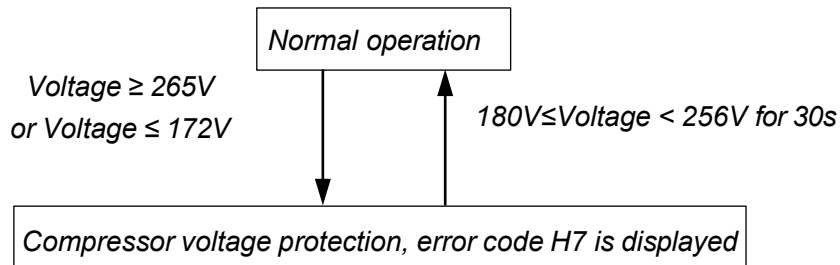 Normal operation
Voltage ≥ 265V
or Voltage ≤ 172V
180V≤Voltage < 256V for 30s
Compressor voltage protection, error code H7 is displayed